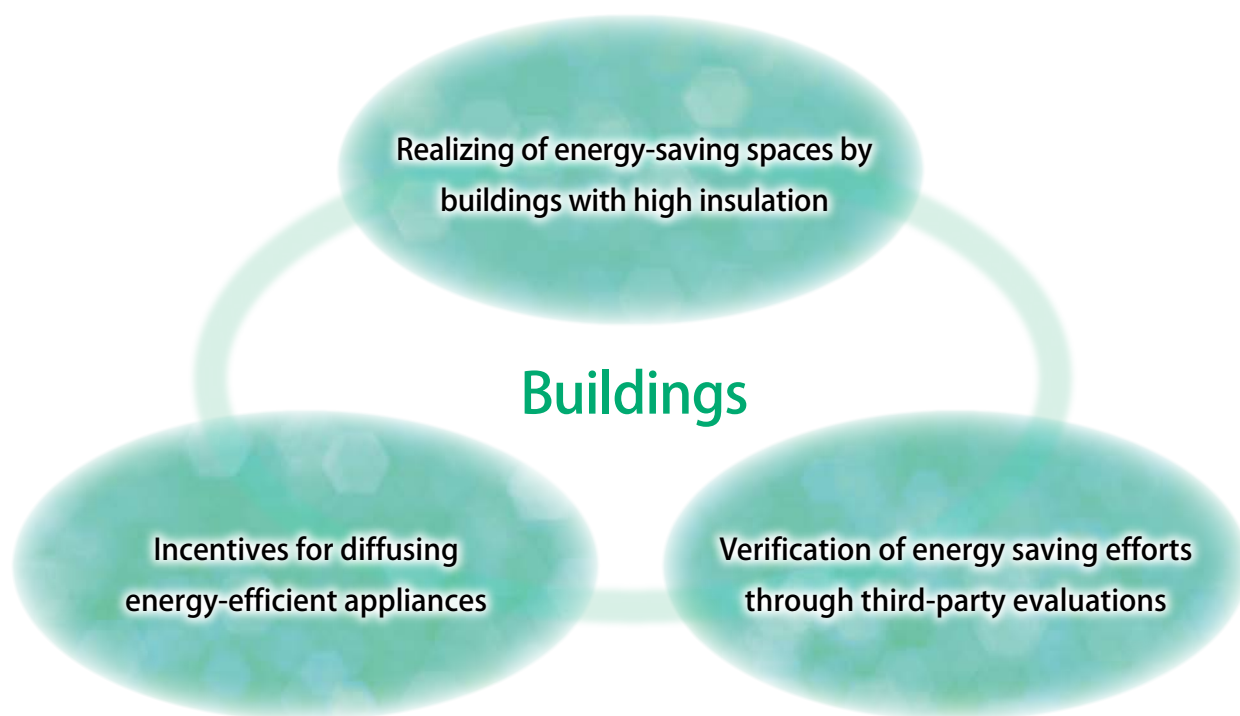 Realizing of energy-saving spaces by
buildings with high insulation
Buildings
Incentives for diffusing
energy-efficient appliances
Verification of energy saving efforts
through third-party evaluations